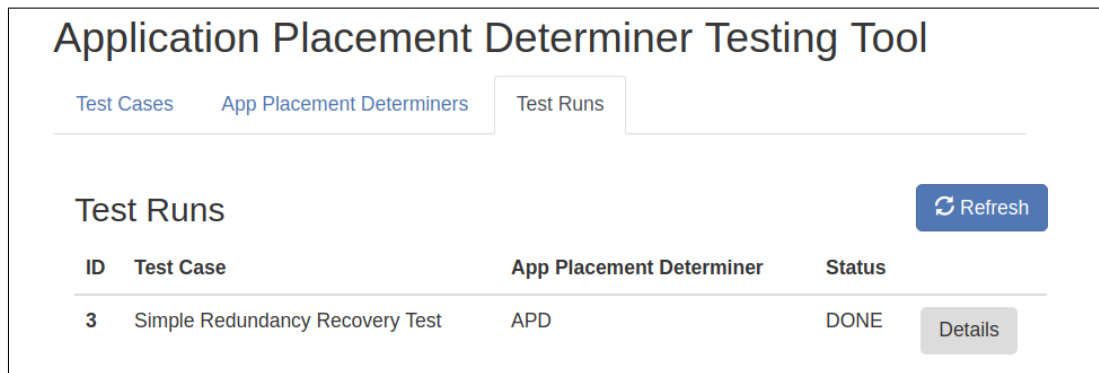 Application Placement Determiner Testing Tool
Test Cases App Placement Determiners Test Runs
Test Runs
Refresh
ID Test Case App Placement Determiner Status
3 Simple Redundancy Recovery Test APD DONE Details